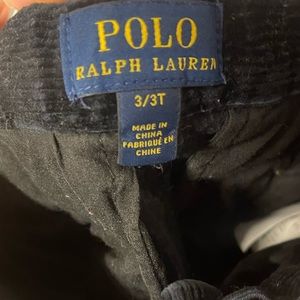 POLO
RALPH LAUREN
3/3T
MADE IN
CHINA
FABRIQUÉ EN
CHINE